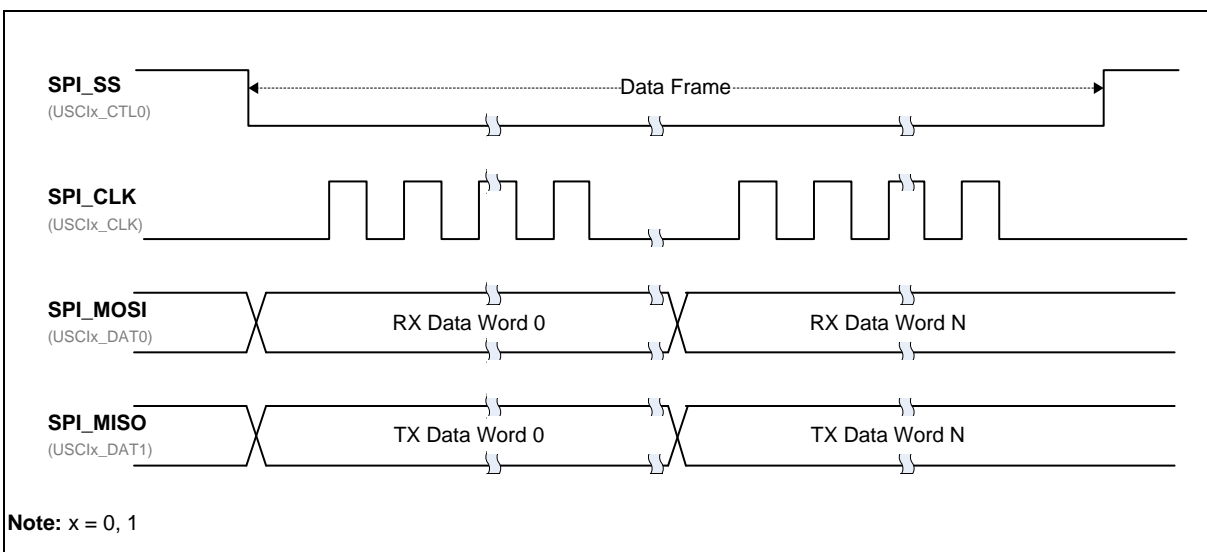 SPI_SS
(USCIx_CTL0)
Data Frame
SPI_CLK
(USCIx_CLK)
SPI_MOSI
(USCIx_DAT0)
RX Data Word 0
RX Data Word N
SPI_MISO
(USCIx_DAT1)
TX Data Word 0
TX Data Word N
Note: x = 0, 1